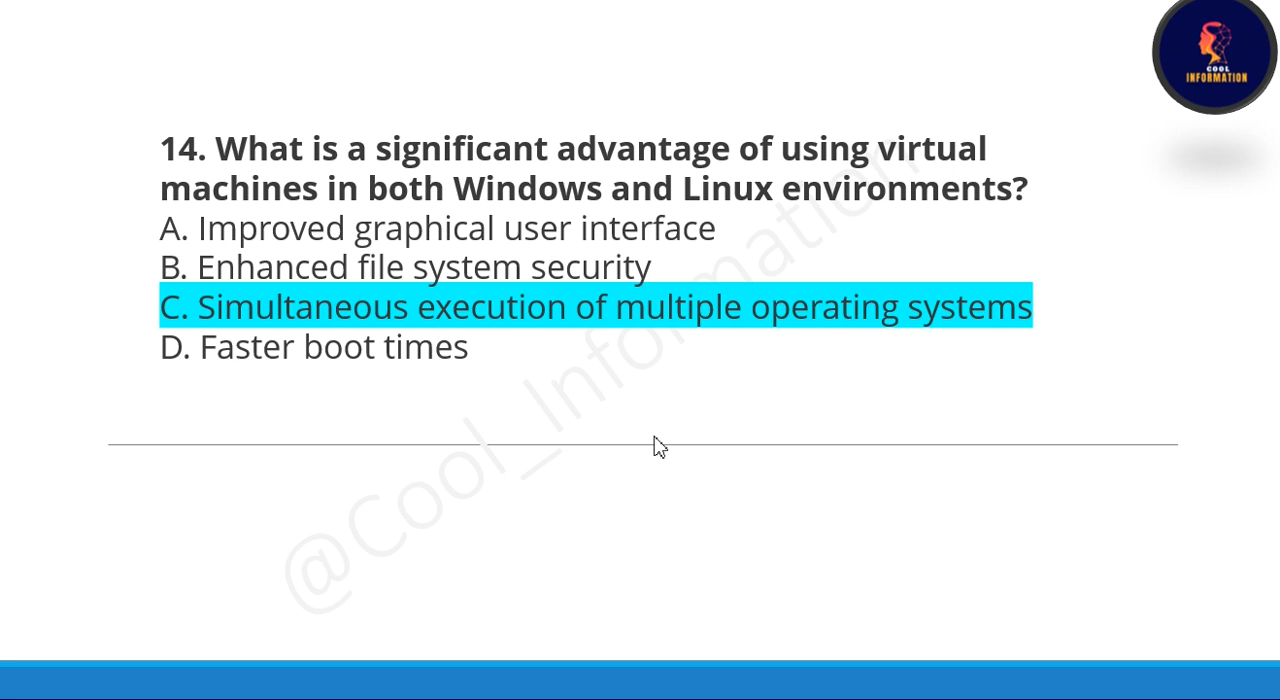 COOL
INFORMATION
14. What is a significant advantage of using virtual
machines in both Windows and Linux environments?
A. Improved graphical user interface
B. Enhanced file system security
C. Simultaneous execution of multiple operating systems
D. Faster boot times
@Cool_Information